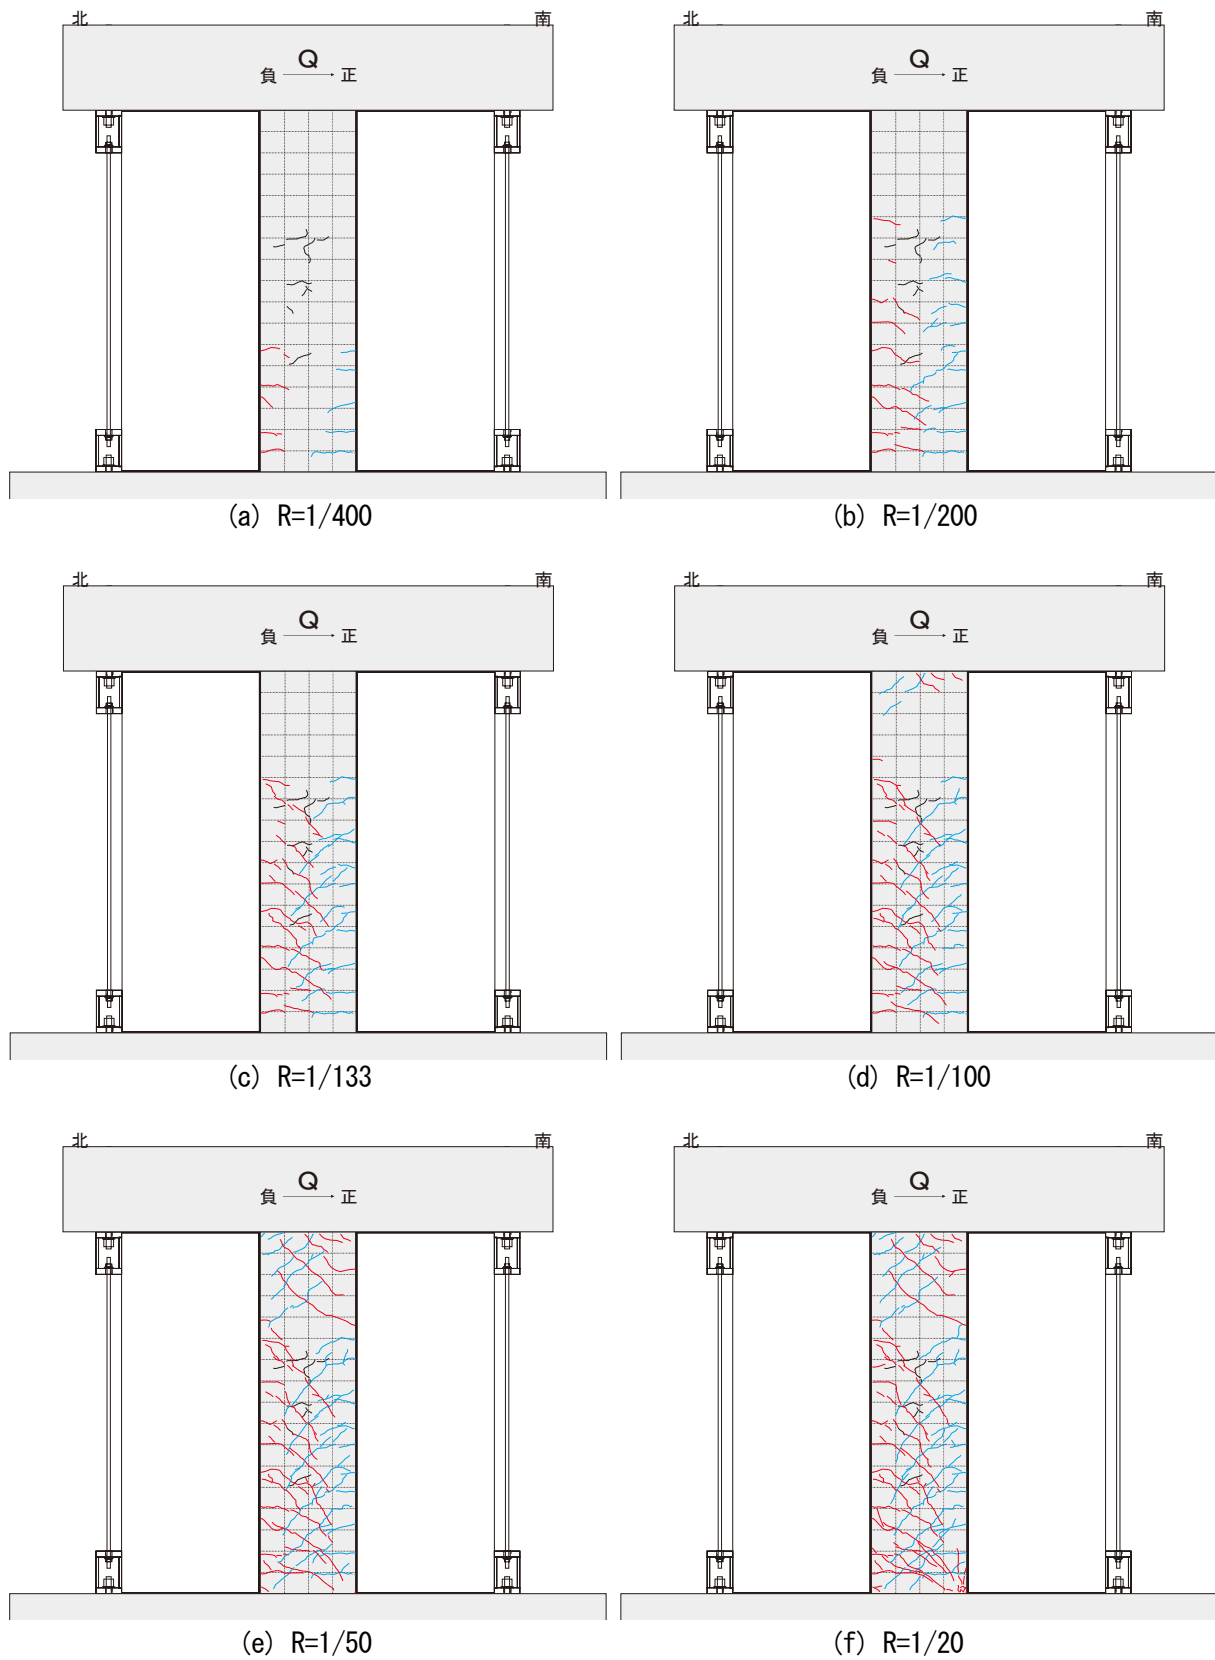 北 南
Q
負 正
北 南
Q
負 正
(a) R=1/400
(b) R=1/200
北 南
Q
負 正
北 南
Q
負 正
(c) R=1/133
(d) R=1/100
北 南
Q
負 正
北 南
Q
負 正
(e) R=1/50
(f) R=1/20